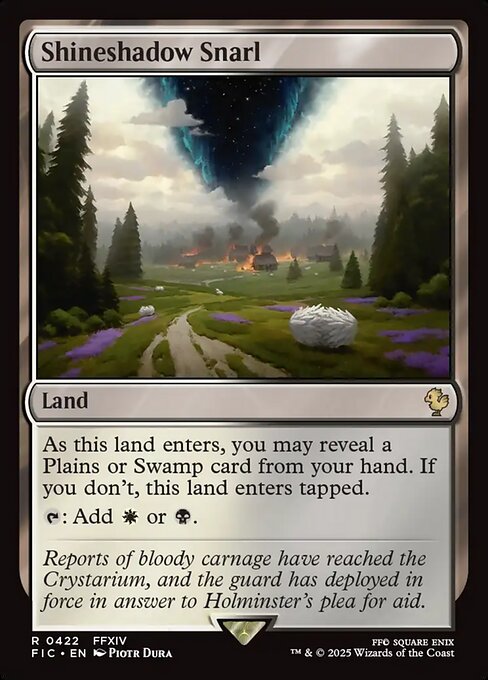 Shineshadow Snarl
Land
As this land enters, you may reveal a
Plains or Swamp card from your hand. If
you don't, this land enters tapped.
: Add or .
Reports of bloody carnage have reached the
Crystarium, and the guard has deployed in
force in answer to Holminster's plea for aid.
R 0422 FFXIV
FIC • EN Piotr Dura
FF© SQUARE ENIX
™ & © 2025 Wizards of the Coast